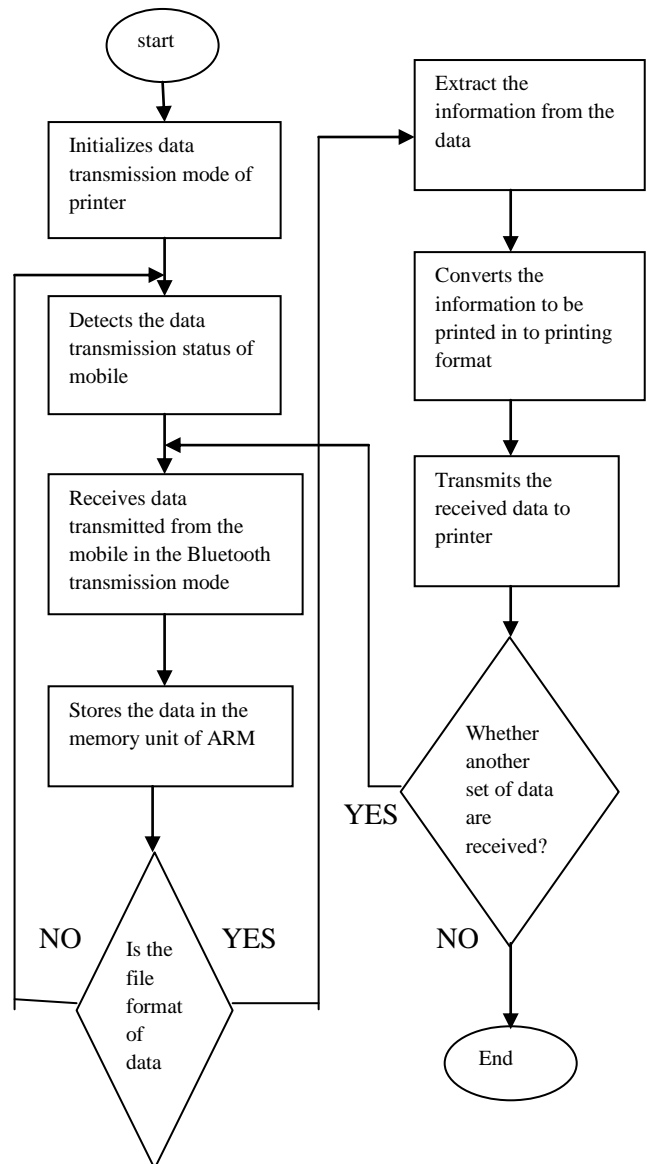 start
Initializes data
transmission mode of
printer
Detects the data
transmission status of
mobile
Receives data
transmitted from the
mobile in the Bluetooth
transmission mode
Stores the data in the
memory unit of ARM
NO
YES
Is the
file
format
of
data
Extract the
information from the
data
Converts the
information to be
printed in to printing
format
Transmits the
received data to
printer
Whether
another
set of data
are
received?
YES
NO
End